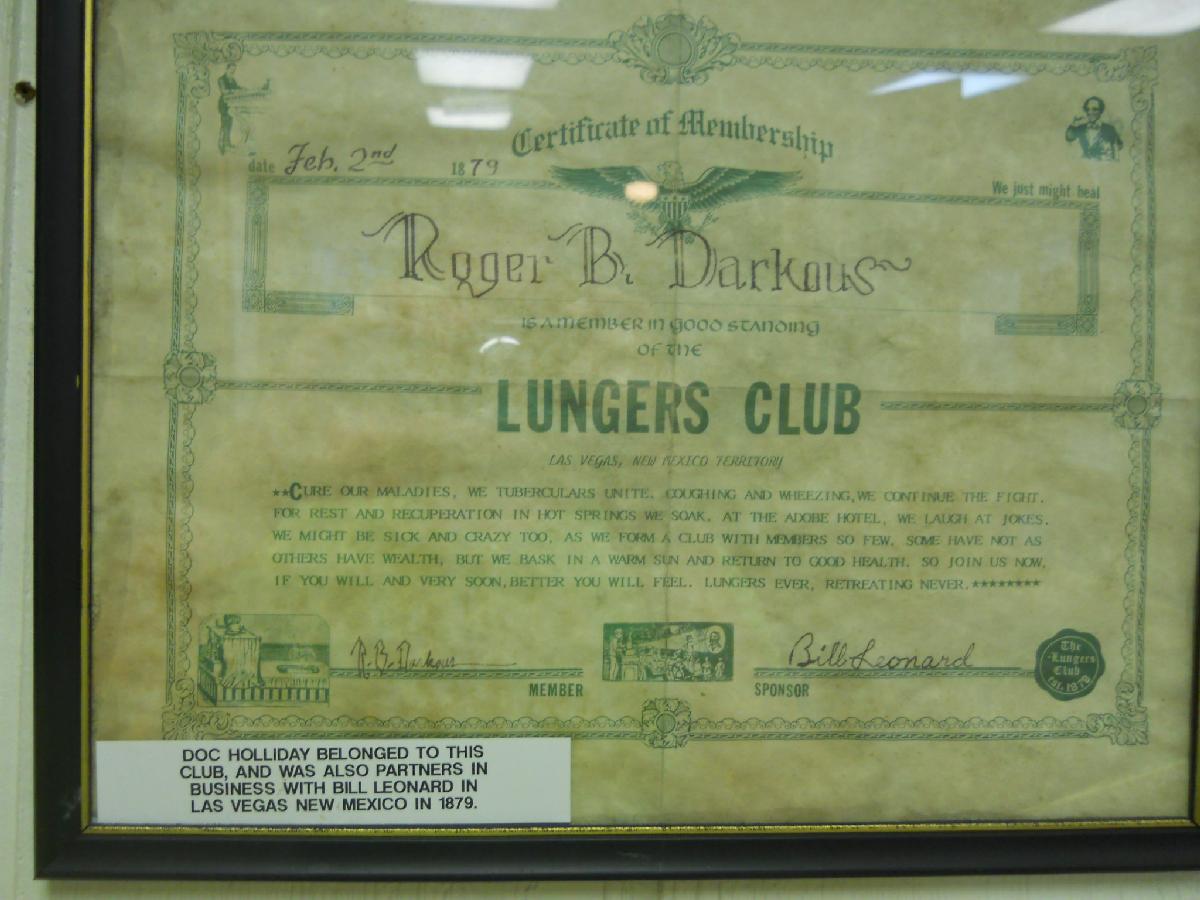 Certificate of Membership
date Feb. 2nd 1879
We just might heal
Roger B. Darkous
IS A MEMBER IN GOOD STANDING
OF THE
LUNGERS CLUB
LAS VEGAS, NEW MEXICO TERRITORY
**CURE OUR MALADIES, WE TUBERCULARS UNITE. COUGHING AND WHEEZING, WE CONTINUE THE FIGHT.
FOR REST AND RECUPERATION IN HOT SPRINGS WE SOAK. AT THE ADOBE HOTEL, WE LAUGH AT JOKES.
WE MIGHT BE SICK AND CRAZY TOO, AS WE FORM A CLUB WITH MEMBERS SO FEW. SOME HAVE NOT AS
OTHERS HAVE WEALTH, BUT WE BASK IN A WARM SUN AND RETURN TO GOOD HEALTH. SO JOIN US NOW,
IF YOU WILL AND VERY SOON, BETTER YOU WILL FEEL. LUNGERS EVER, RETREATING NEVER.********
R.B. Darkous
Bill Leonard
MEMBER
SPONSOR
The
Lungers
Club
Est. 1878
DOC HOLLIDAY BELONGED TO THIS
CLUB, AND WAS ALSO PARTNERS IN
BUSINESS WITH BILL LEONARD IN
LAS VEGAS NEW MEXICO IN 1879.